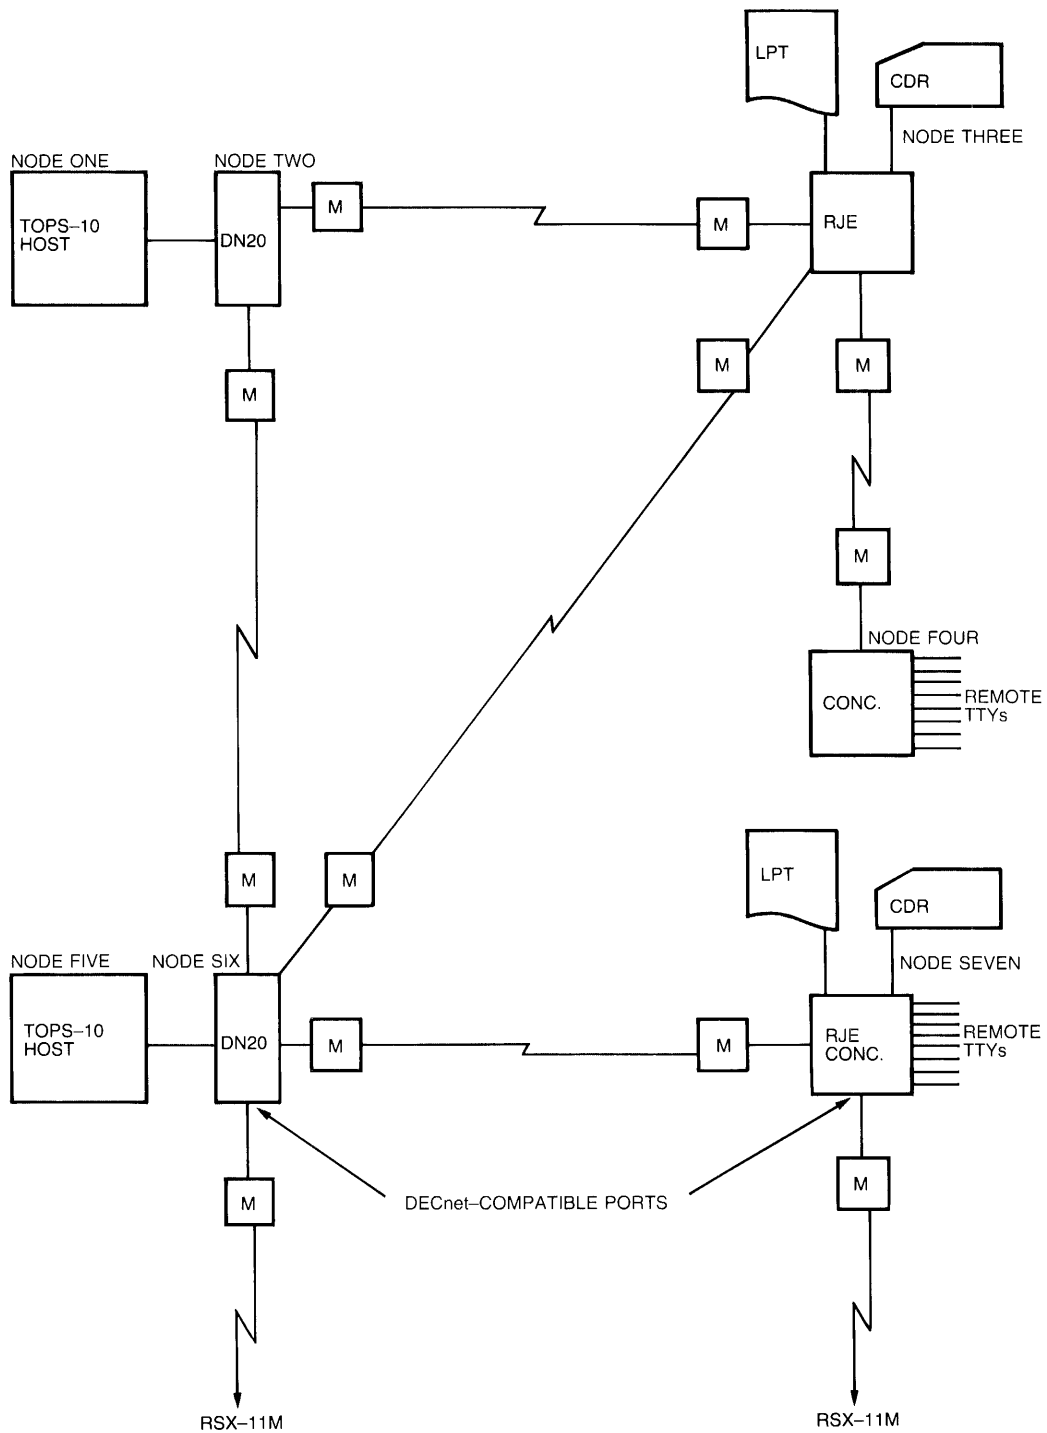 LPT
CDR
NODE THREE
NODE ONE
NODE TWO
TOPS–10
HOST
DN20
M
M
RJE
M
M
M
M
NODE FOUR
CONC.
REMOTE
TTYs
M
M
LPT
CDR
NODE FIVE
NODE SIX
NODE SEVEN
TOPS–10
HOST
DN20
M
M
RJE
CONC.
REMOTE
TTYs
M
M
DECnet–COMPATIBLE PORTS
RSX–11M
RSX–11M